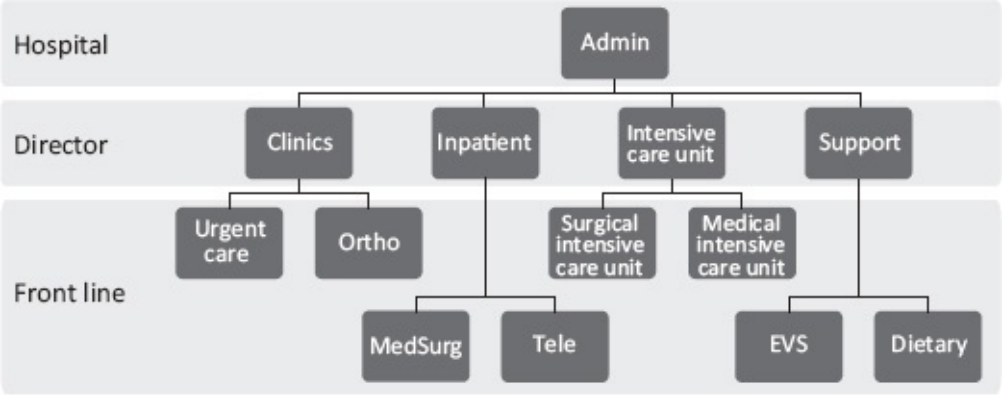 Hospital
Admin
Director
Clinics
Inpatient
Intensive
care unit
Support
Front line
Urgent
care
Ortho
Surgical
intensive
care unit
Medical
intensive
care unit
MedSurg
Tele
EVS
Dietary